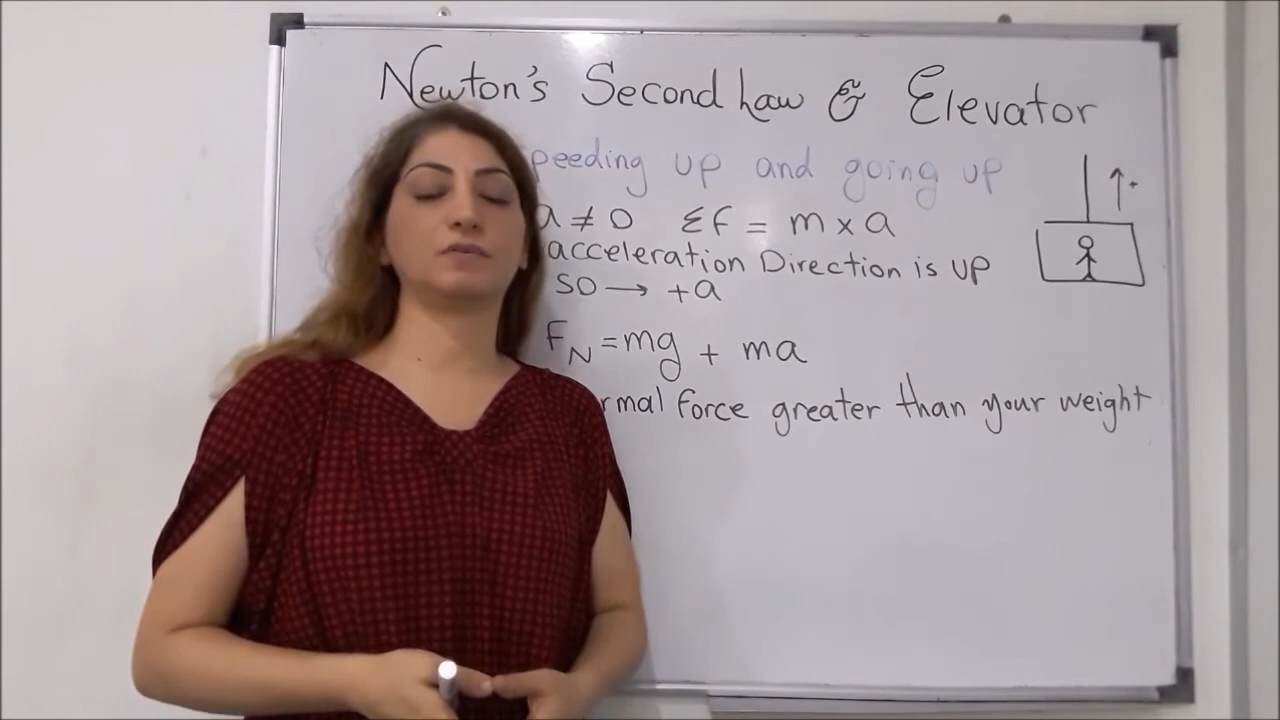 Newton's Second Law & Elevator
peeding up and going up
a ≠ 0 ΣF = m x a
↑+
acceleration Direction is up
so → +a
FN = mg + ma
rmal force greater than your weight